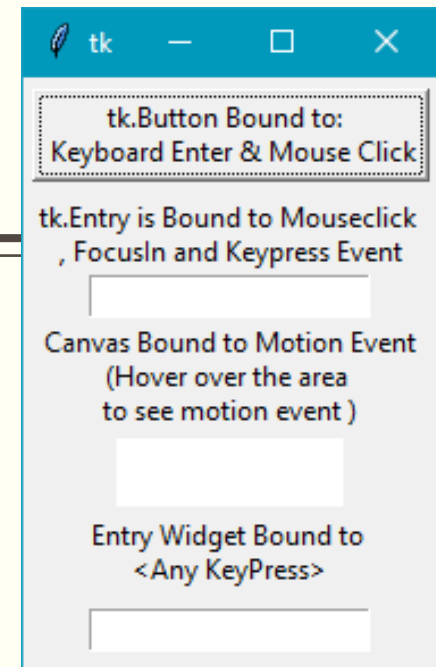 tk
tk.Button Bound to:
Keyboard Enter & Mouse Click
tk.Entry is Bound to Mouseclick
, FocusIn and Keypress Event
Canvas Bound to Motion Event
(Hover over the area
to see motion event )
Entry Widget Bound to
<Any KeyPress>